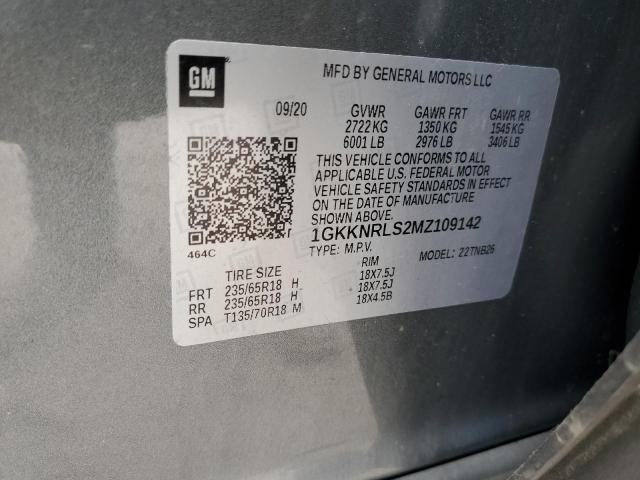 GM
MFD BY GENERAL MOTORS LLC
09/20 GVWR GAWR FRT GAWR RR
2722 KG 1350 KG 1545 KG
6001 LB 2976 LB 3406 LB
THIS VEHICLE CONFORMS TO ALL
APPLICABLE U.S. FEDERAL MOTOR
VEHICLE SAFETY STANDARDS IN EFFECT
ON THE DATE OF MANUFACTURE
SHOWN ABOVE.
464C
1GKKNRLS2MZ109142
TYPE: M.P.V. MODEL: 22TNB26
TIRE SIZE RIM
FRT 235/65R18 H 18X7.5J
RR 235/65R18 H 18X7.5J
SPA T135/70R18 M 18X4.5B